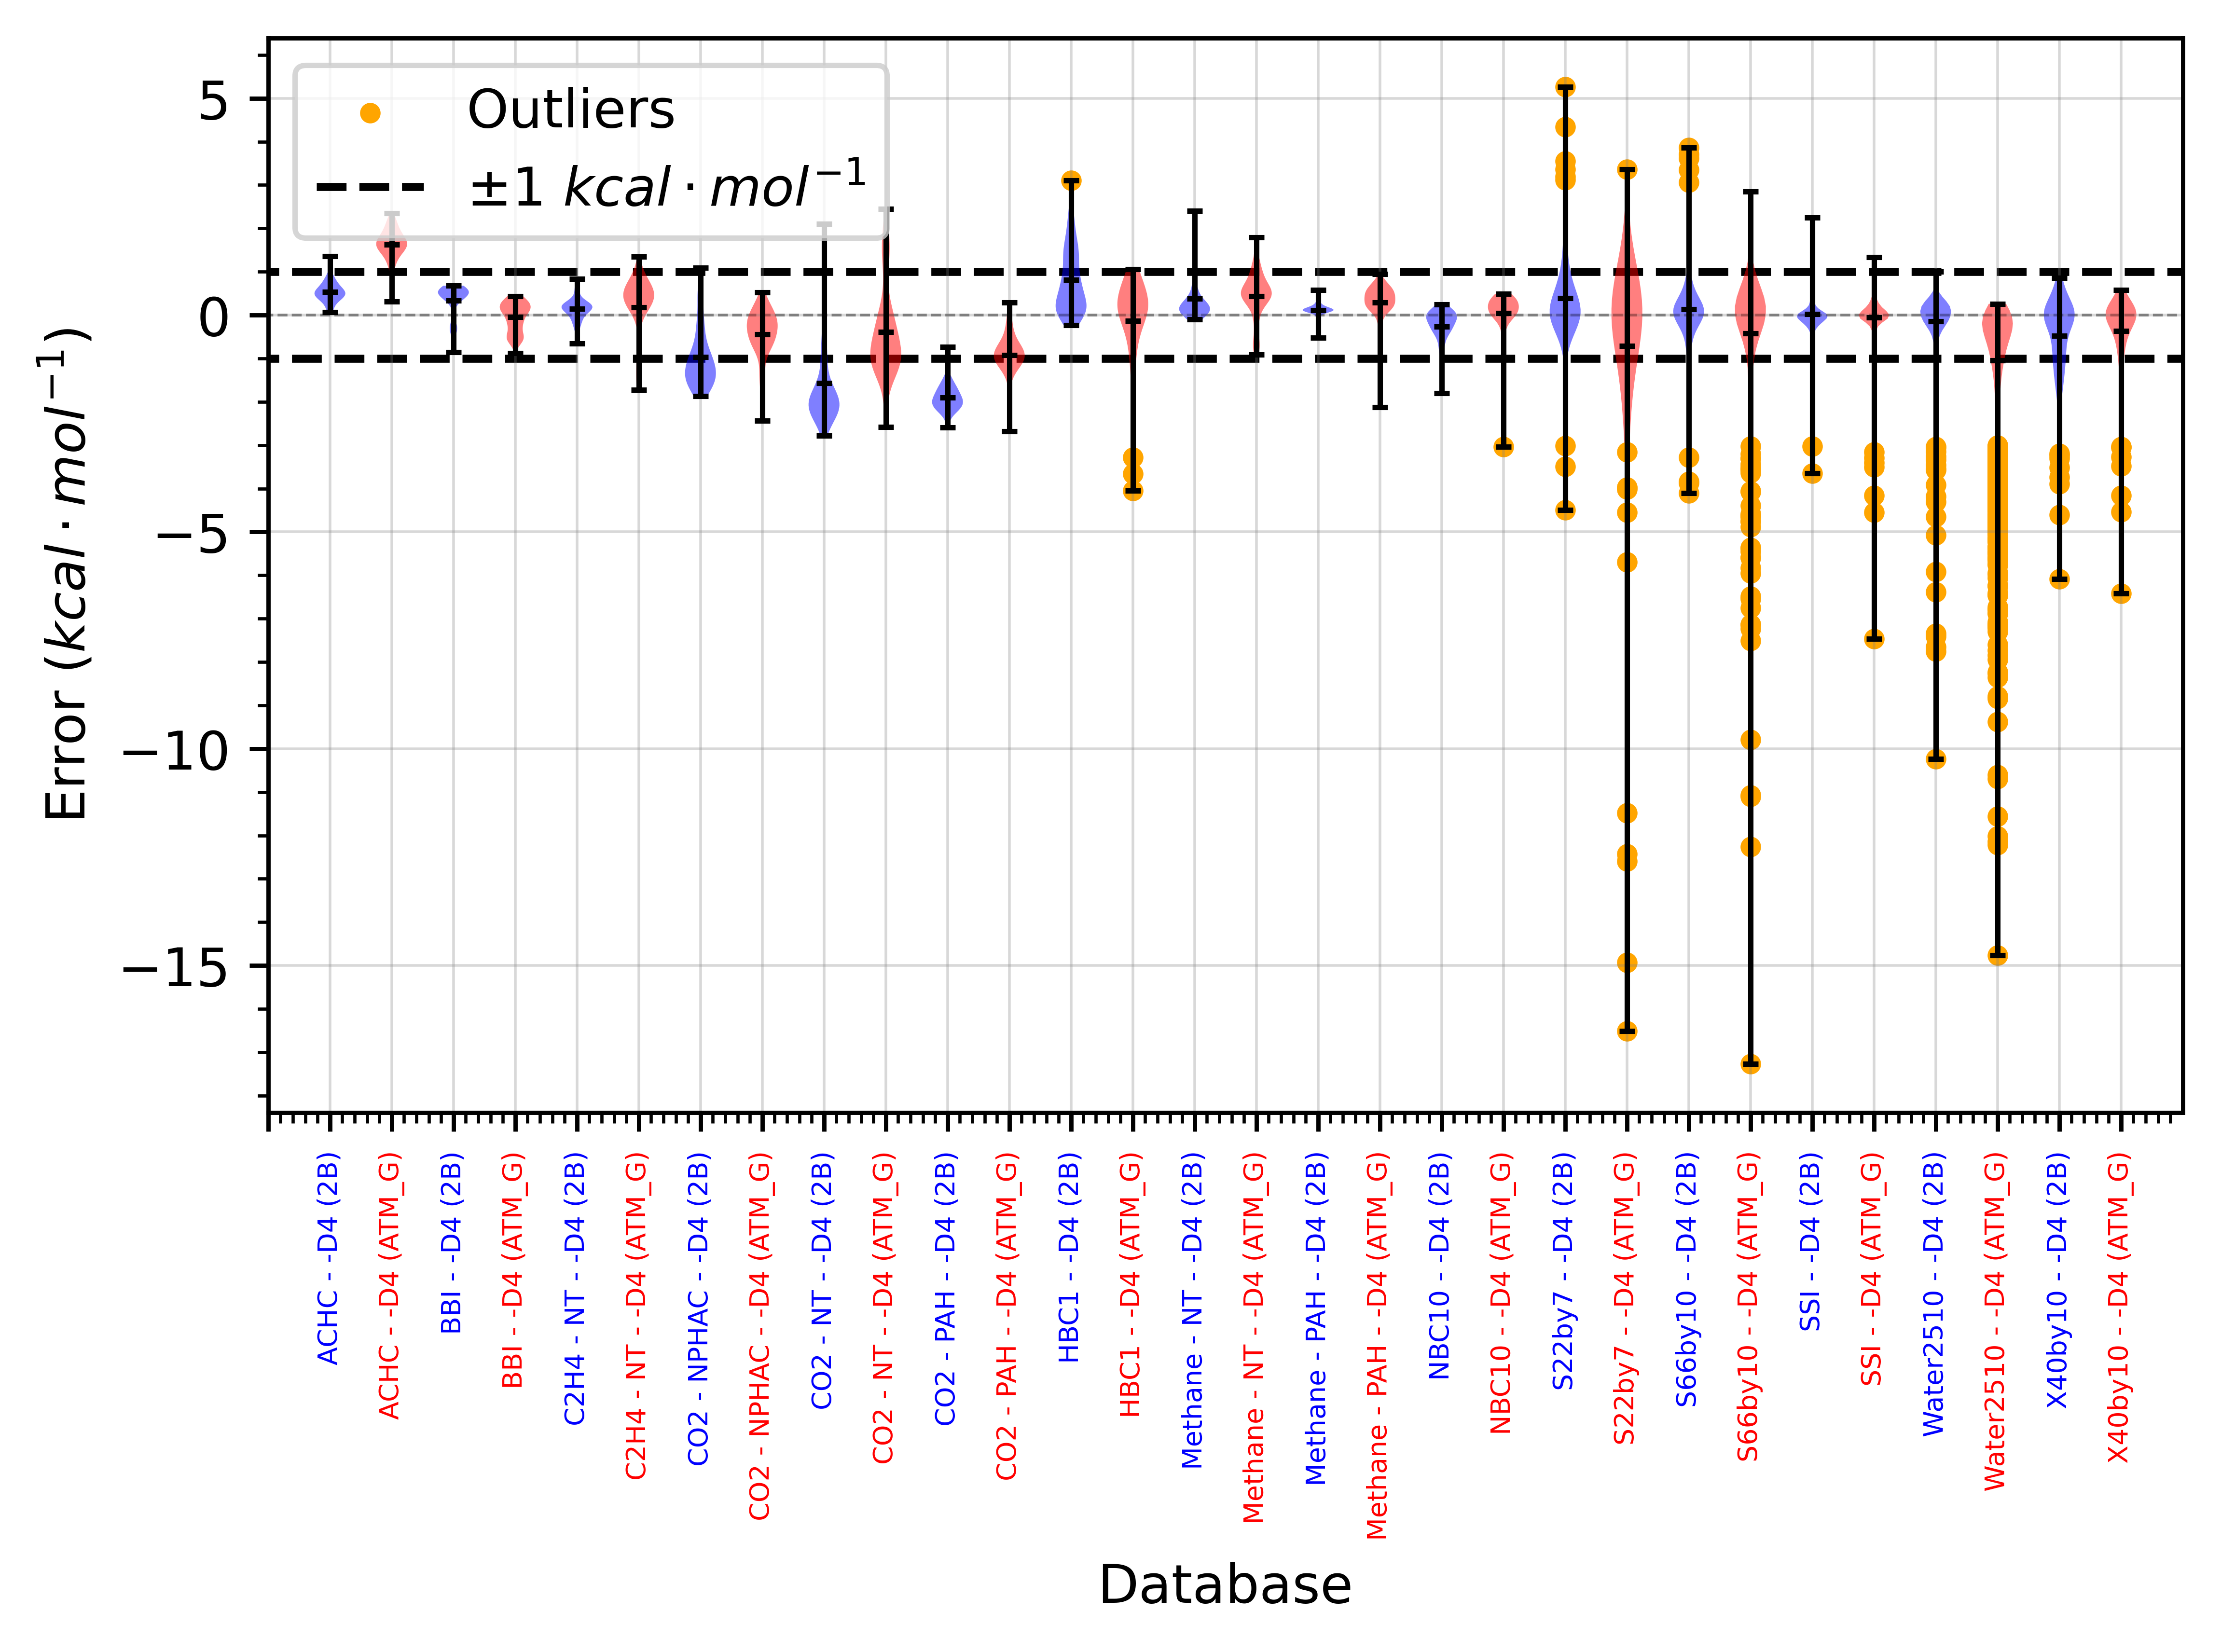 Outliers
±1 kcal · mol⁻¹
5
0
−5
−10
−15
Error (kcal · mol⁻¹)
ACHC - -D4 (2B)
ACHC - -D4 (ATM_G)
BBI - -D4 (2B)
BBI - -D4 (ATM_G)
C2H4 - NT - -D4 (2B)
C2H4 - NT - -D4 (ATM_G)
CO2 - NPHAC - -D4 (2B)
CO2 - NPHAC - -D4 (ATM_G)
CO2 - NT - -D4 (2B)
CO2 - NT - -D4 (ATM_G)
CO2 - PAH - -D4 (2B)
CO2 - PAH - -D4 (ATM_G)
HBC1 - -D4 (2B)
HBC1 - -D4 (ATM_G)
Methane - NT - -D4 (2B)
Methane - NT - -D4 (ATM_G)
Methane - PAH - -D4 (2B)
Methane - PAH - -D4 (ATM_G)
NBC10 - -D4 (2B)
NBC10 - -D4 (ATM_G)
S22by7 - -D4 (2B)
S22by7 - -D4 (ATM_G)
S66by10 - -D4 (2B)
S66by10 - -D4 (ATM_G)
SSI - -D4 (2B)
SSI - -D4 (ATM_G)
Water2510 - -D4 (2B)
Water2510 - -D4 (ATM_G)
X40by10 - -D4 (2B)
X40by10 - -D4 (ATM_G)
Database